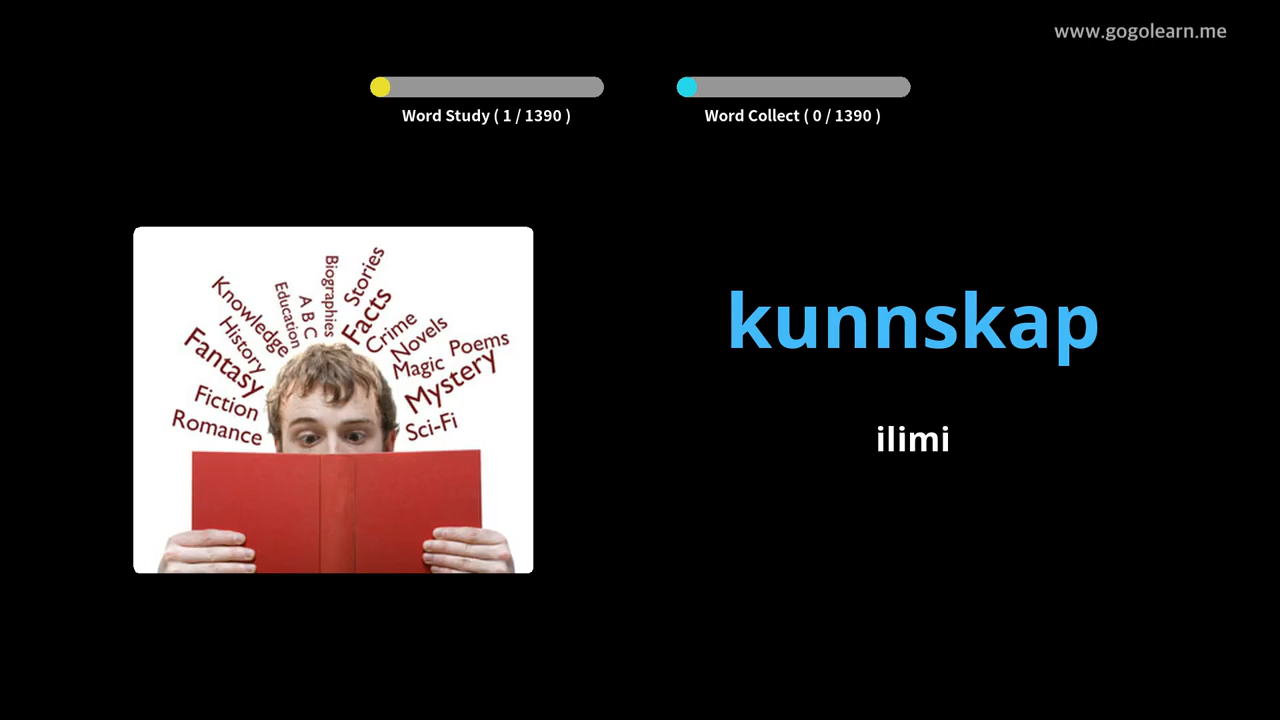 www.gogolearn.me
Word Study ( 1 / 1390 )
Word Collect ( 0 / 1390 )
Knowledge
Education
A B C
Biographies
Stories
Facts
History
Crime
Novels
Fantasy
Magic
Poems
Fiction
Mystery
Romance
Sci-Fi
kunnskap
ilimi